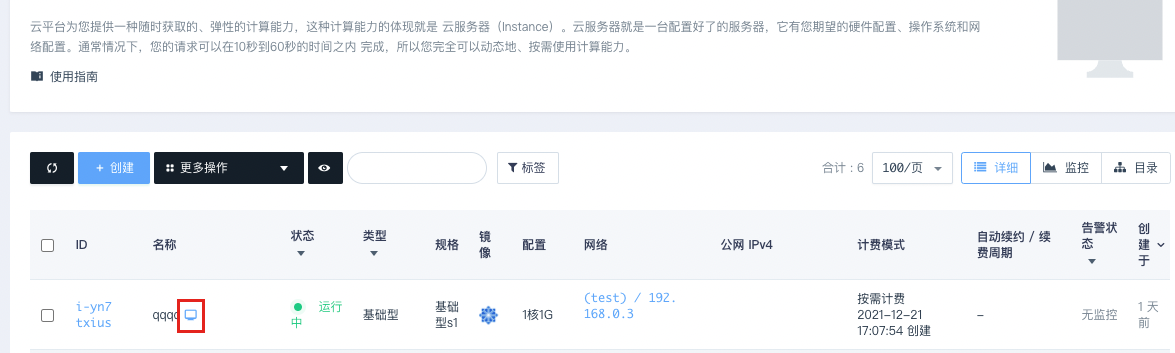 云平台为您提供一种随时获取的、弹性的计算能力，这种计算能力的体现就是 云服务器（Instance）。云服务器就是一台配置好了的服务器，它有您期望的硬件配置、操作系统和网
络配置。通常情况下，您的请求可以在10秒到60秒的时间之内 完成，所以您完全可以动态地、按需使用计算能力。
使用指南
+ 创建 更多操作 标签 合计：6 100/页 详细 监控 目录
ID 名称 状态 类型 规格 镜像 配置 网络 公网 IPv4 计费模式 自动续约 / 续费周期 告警状态 创建于
i-yn7txius qqqq 运行中 基础型 基础型s1 1核1G (test) / 192.168.0.3 按需计费 2021-12-21 17:07:54 创建 – 无监控 1 天前